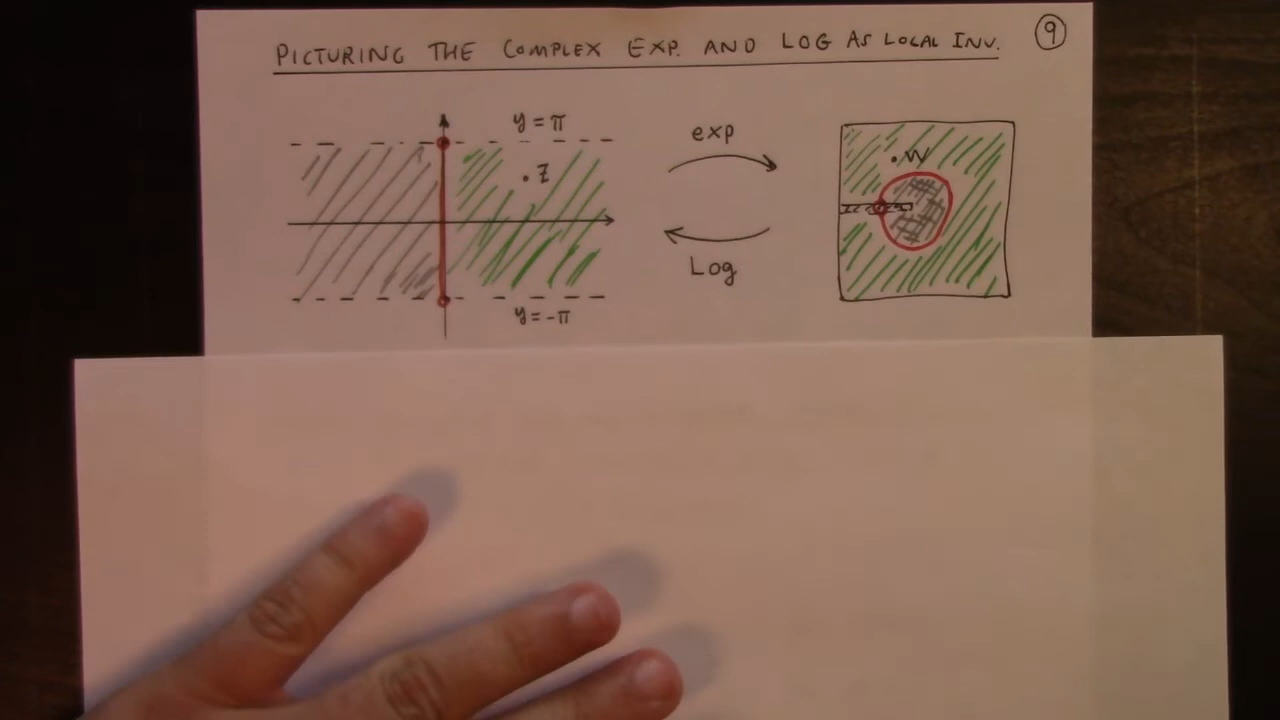 PICTURING THE COMPLEX EXP. AND LOG AS LOCAL INV.
9
y = π
z
y = -π
exp
Log
w